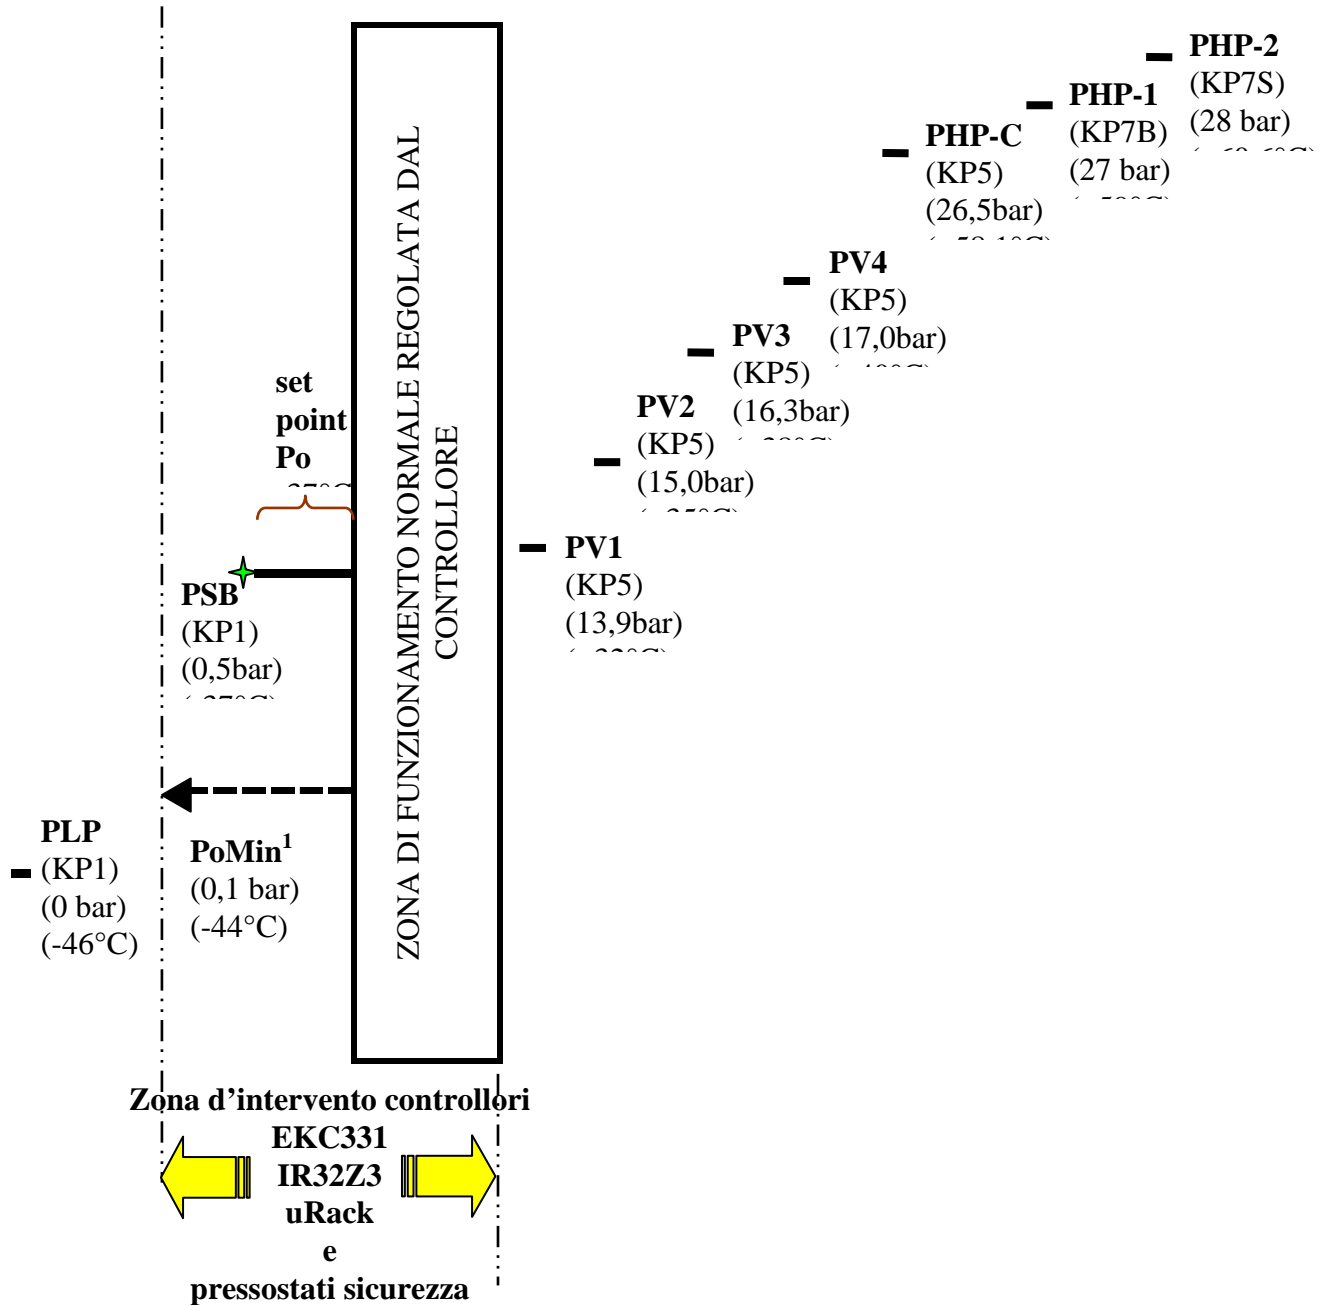 PHP-2
(KP7S)
(28 bar)
PHP-1
(KP7B)
(27 bar)
PHP-C
(KP5)
(26,5bar)
PV4
(KP5)
(17,0bar)
PV3
(KP5)
(16,3bar)
PV2
(KP5)
(15,0bar)
PV1
(KP5)
(13,9bar)
set
point
Po
ZONA DI FUNZIONAMENTO NORMALE REGOLATA DAL
CONTROLLORE
PSB
(KP1)
(0,5bar)
PLP
(KP1)
(0 bar)
(-46°C)
PoMin¹
(0,1 bar)
(-44°C)
Zona d’intervento controllori
EKC331
IR32Z3
uRack
e
pressostati sicurezza